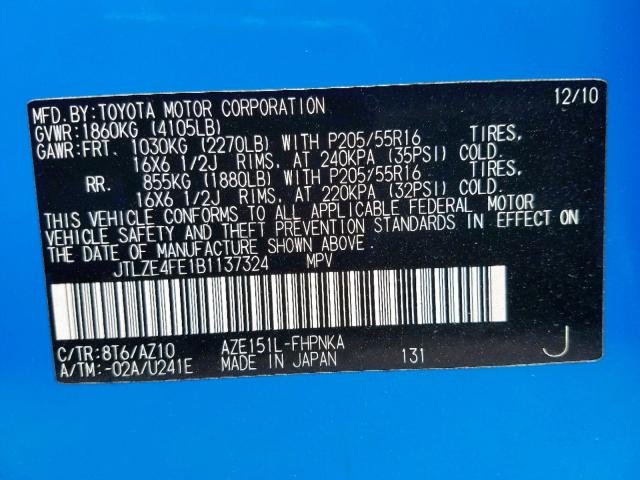 MFD.BY:TOYOTA MOTOR CORPORATION 12/10
GVWR:1860KG (4105LB)
GAWR:FRT. 1030KG (2270LB) WITH P205/55R16 TIRES,
16X6 1/2J RIMS, AT 240KPA (35PSI) COLD.
RR. 855KG (1880LB) WITH P205/55R16 TIRES,
16X6 1/2J RIMS, AT 220KPA (32PSI) COLD.
THIS VEHICLE CONFORMS TO ALL APPLICABLE FEDERAL MOTOR
VEHICLE SAFETY AND THEFT PREVENTION STANDARDS IN EFFECT ON
THE DATE OF MANUFACTURE SHOWN ABOVE.
JTLZE4FE1B1137324 MPV
C/TR:8T6/AZ10 AZE151L-FHPNKA
A/TM:-02A/U241E MADE IN JAPAN 131 J